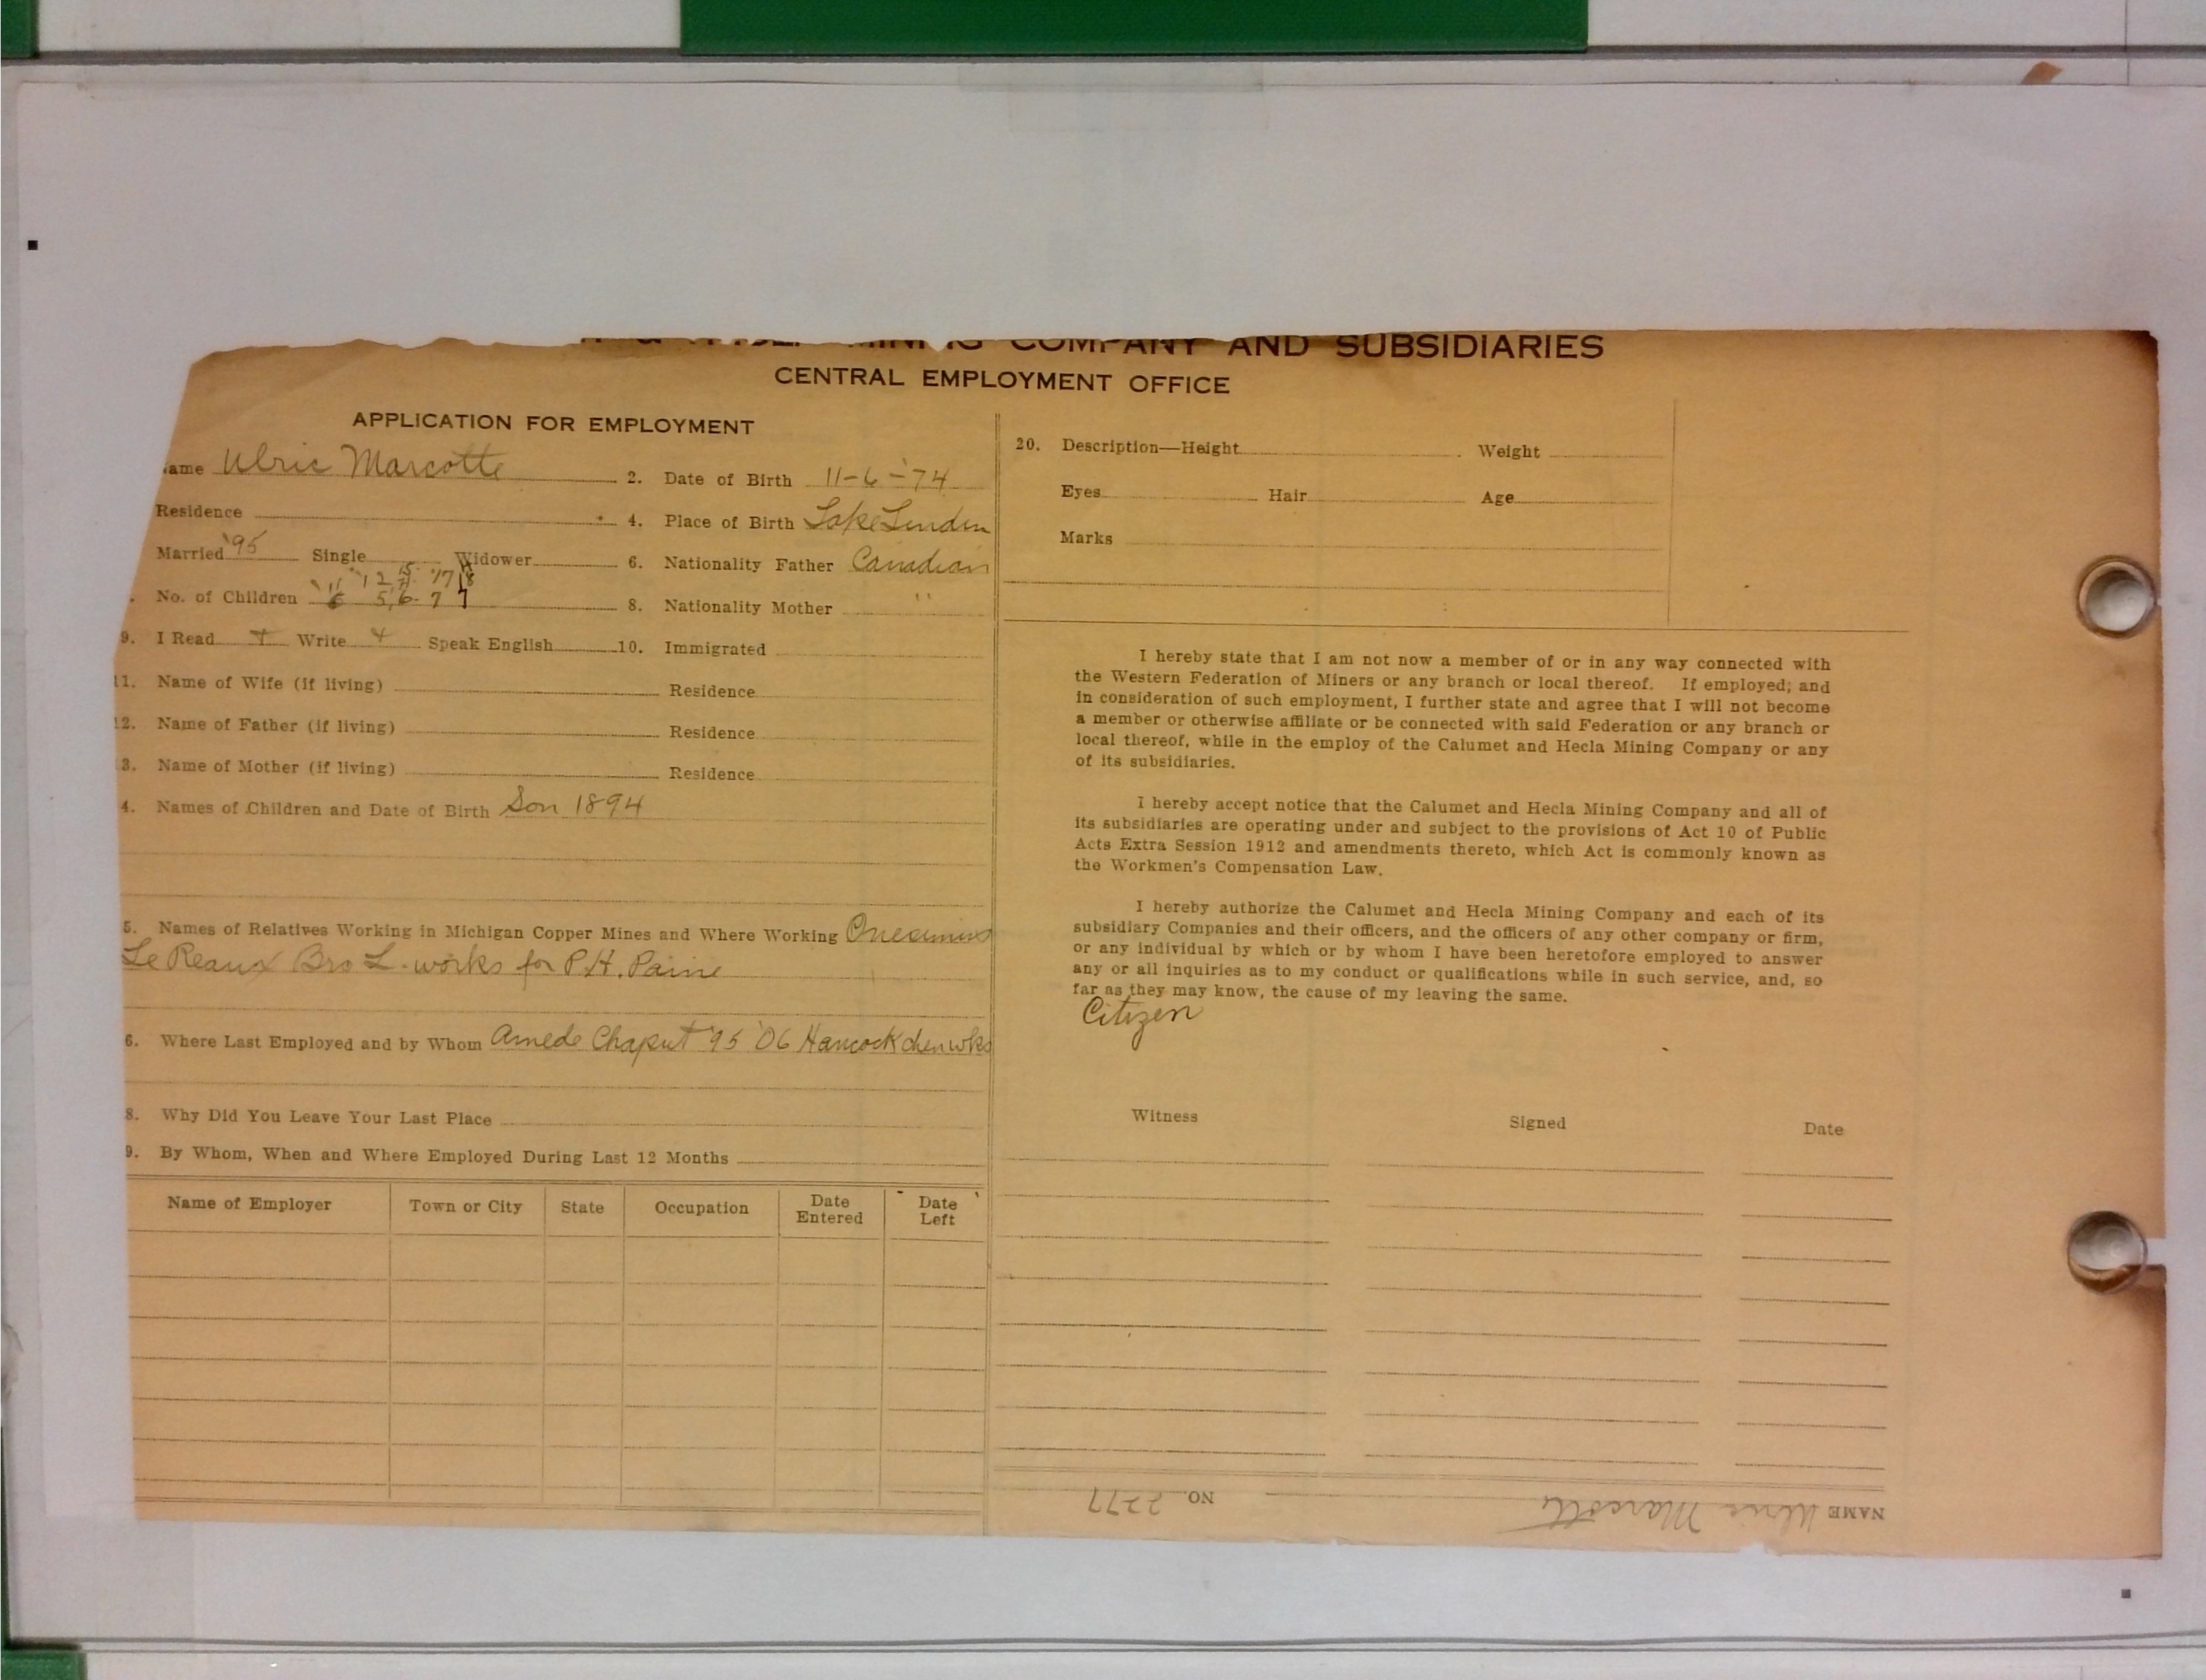 MINING COMPANY AND SUBSIDIARIES
CENTRAL EMPLOYMENT OFFICE
APPLICATION FOR EMPLOYMENT
ame Ulric Marcotte 2. Date of Birth 11-6-'74
Residence 4. Place of Birth Lake Linden
Married '95 Single Widower 6. Nationality Father Canadian
'11 '12 15 '17 18
No. of Children 6 5, 6 7 7 8. Nationality Mother "
9. I Read + Write + Speak English 10. Immigrated
11. Name of Wife (if living) Residence
12. Name of Father (if living) Residence
3. Name of Mother (if living) Residence
4. Names of Children and Date of Birth Son 1894
5. Names of Relatives Working in Michigan Copper Mines and Where Working Onesimus
Le Reaux Bro L. works for P.H. Paine
6. Where Last Employed and by Whom Amede Chaput '95 '06 Hancock chem wks
8. Why Did You Leave Your Last Place
9. By Whom, When and Where Employed During Last 12 Months
Name of Employer Town or City State Occupation Date Entered Date Left
20. Description—Height Weight
Eyes Hair Age
Marks
I hereby state that I am not now a member of or in any way connected with
the Western Federation of Miners or any branch or local thereof. If employed, and
in consideration of such employment, I further state and agree that I will not become
a member or otherwise affiliate or be connected with said Federation or any branch or
local thereof, while in the employ of the Calumet and Hecla Mining Company or any
of its subsidiaries.
I hereby accept notice that the Calumet and Hecla Mining Company and all of
its subsidiaries are operating under and subject to the provisions of Act 10 of Public
Acts Extra Session 1912 and amendments thereto, which Act is commonly known as
the Workmen's Compensation Law.
I hereby authorize the Calumet and Hecla Mining Company and each of its
subsidiary Companies and their officers, and the officers of any other company or firm,
or any individual by which or by whom I have been heretofore employed to answer
any or all inquiries as to my conduct or qualifications while in such service, and, so
far as they may know, the cause of my leaving the same.
Citizen
Witness Signed Date
NAME Ulric Marcotte NO. 2277